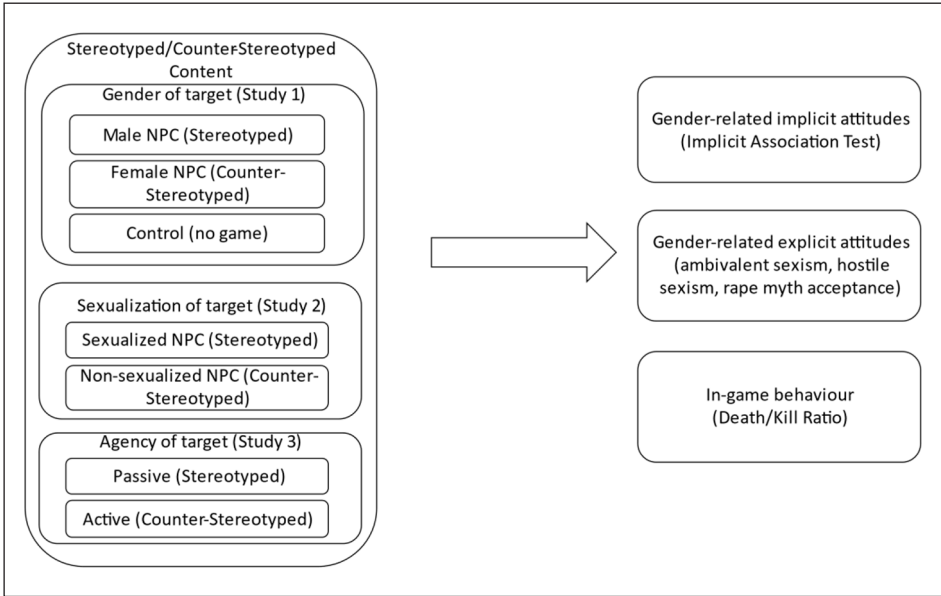 Stereotyped/Counter-Stereotyped
Content
Gender of target (Study 1)
Male NPC (Stereotyped)
Female NPC (Counter-
Stereotyped)
Control (no game)
Sexualization of target (Study 2)
Sexualized NPC (Stereotyped)
Non-sexualized NPC (Counter-
Stereotyped)
Agency of target (Study 3)
Passive (Stereotyped)
Active (Counter-Stereotyped)
Gender-related implicit attitudes
(Implicit Association Test)
Gender-related explicit attitudes
(ambivalent sexism, hostile
sexism, rape myth acceptance)
In-game behaviour
(Death/Kill Ratio)